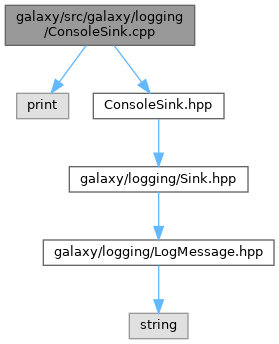 galaxy/src/galaxy/logging
/ConsoleSink.cpp
print
ConsoleSink.hpp
galaxy/logging/Sink.hpp
galaxy/logging/LogMessage.hpp
string